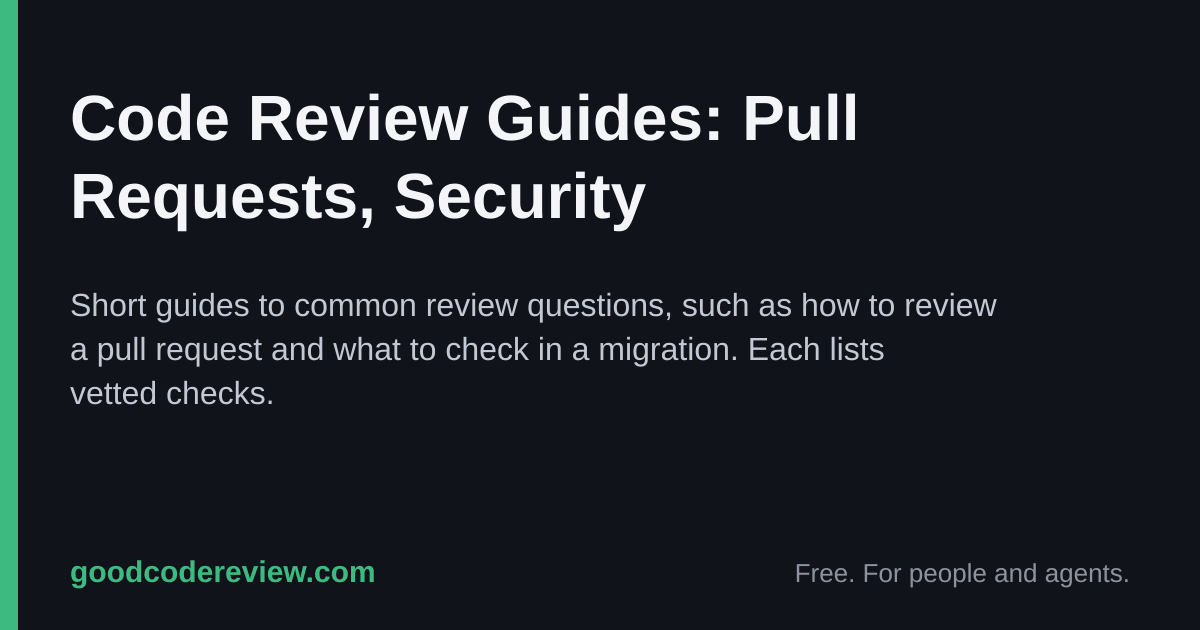 Code Review Guides: Pull
Requests, Security
Short guides to common review questions, such as how to review
a pull request and what to check in a migration. Each lists
vetted checks.
goodcodereview.com
Free. For people and agents.